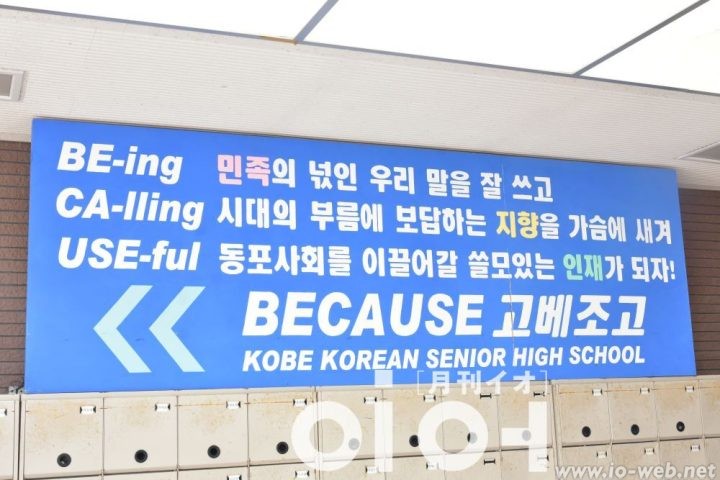 BE-ing 민족의 넋인 우리 말을 잘 쓰고
CA-lling 시대의 부름에 보답하는 지향을 가슴에 새겨
USE-ful 동포사회를 이끌어갈 쓸모있는 인재가 되자!
BECAUSE 고베조고
KOBE KOREAN SENIOR HIGH SCHOOL
[月刊イオ]
이어
www.io-web.net